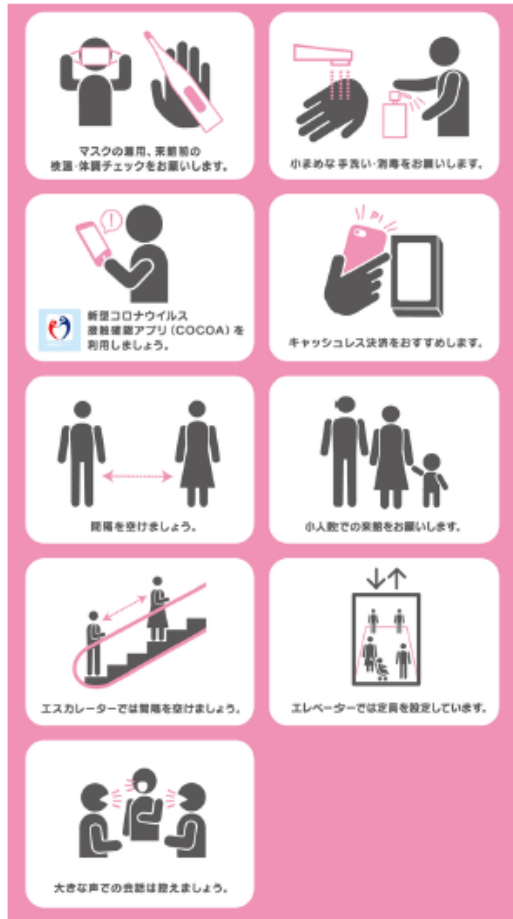 マスクの着用、来館前の
検温・体調チェックをお願いします。
小まめな手洗い・消毒をお願いします。
新型コロナウイルス
接触確認アプリ(COCOA)を
利用しましょう。
PI
キャッシュレス決済をおすすめします。
間隔を空けましょう。
小人数での来館をお願いします。
エスカレーターでは間隔を空けましょう。
エレベーターでは定員を設定しています。
大きな声での会話は控えましょう。